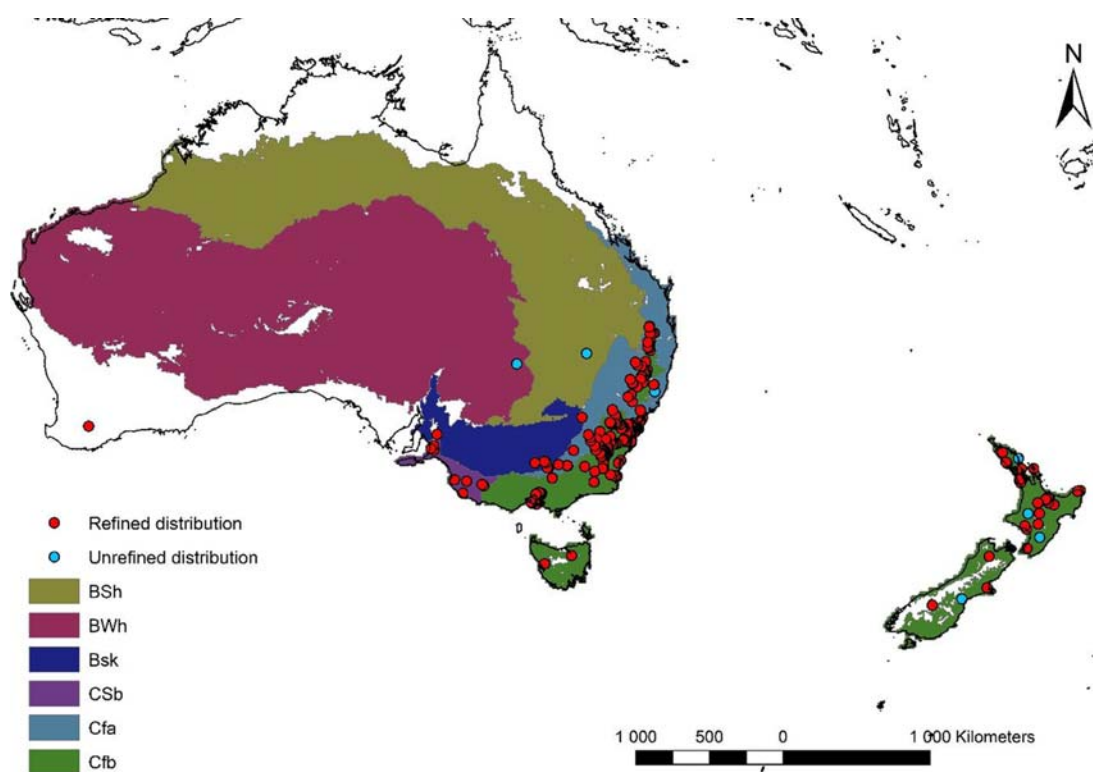 N
Refined distribution
Unrefined distribution
BSh
BWh
Bsk
CSb
Cfa
Cfb
1 000 500 0 1 000 Kilometers